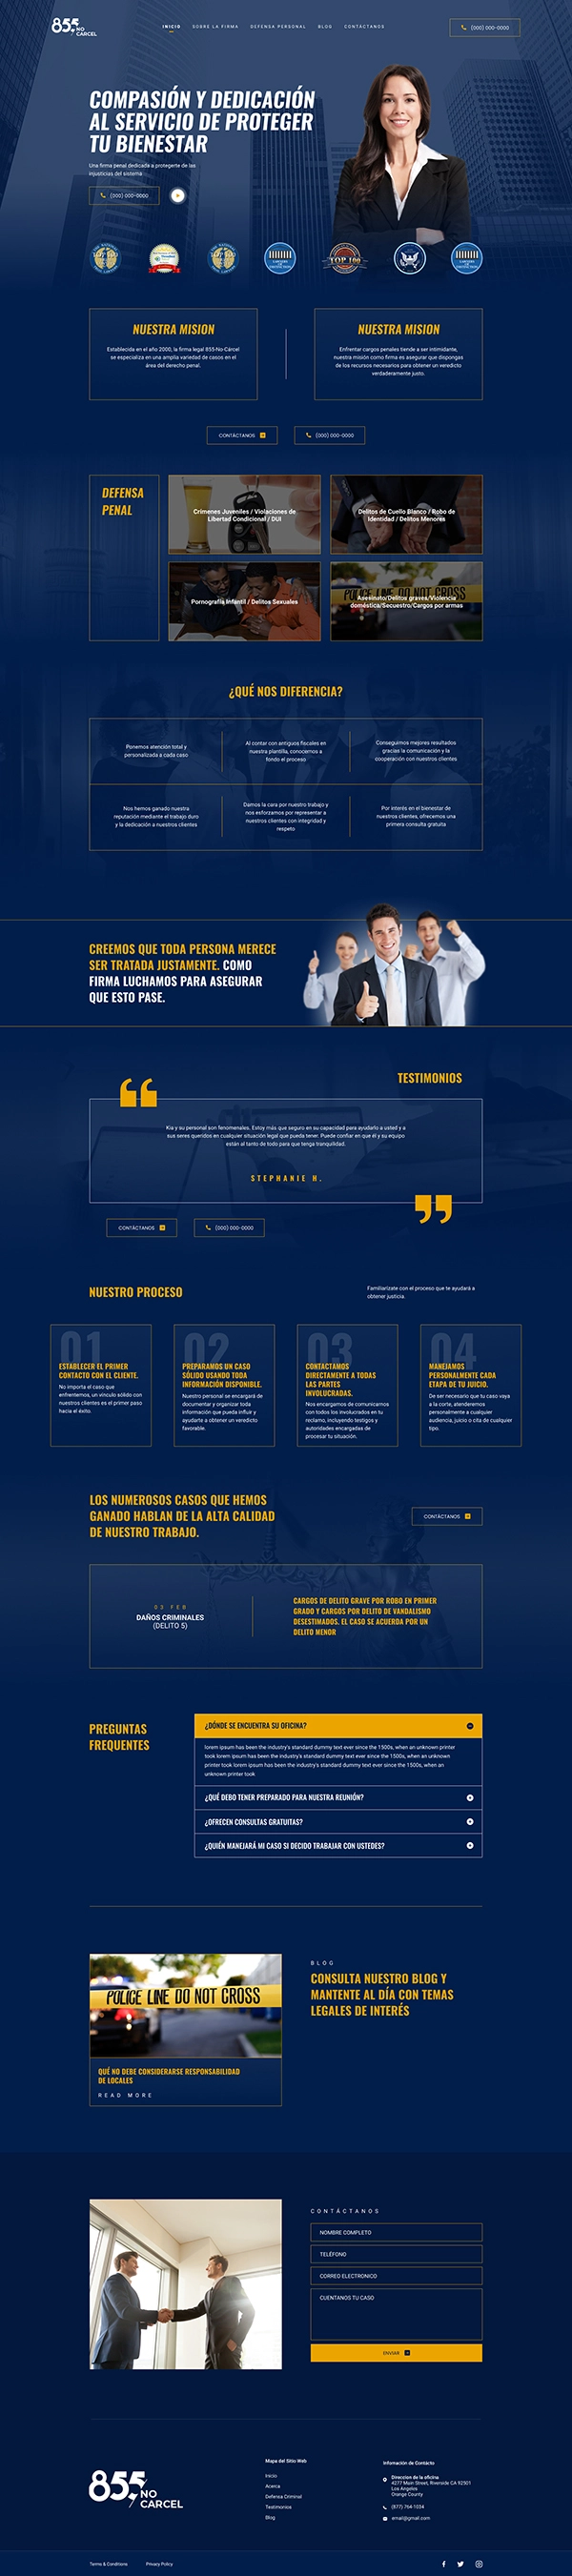 855 NO CARCEL
INICIO SOBRE LA FIRMA DEFENSA PERSONAL BLOG CONTÁCTANOS
(000) 000-0000
COMPASIÓN Y DEDICACIÓN
AL SERVICIO DE PROTEGER
TU BIENESTAR
Una firma penal dedicada a protegerte de las
injusticias del sistema
(000) 000-0000
TOP 100
NUESTRA MISION
Establecida en el año 2000, la firma legal 855-No-Cárcel
se especializa en una amplia variedad de casos en el
área del derecho penal.
NUESTRA MISION
Enfrentar cargos penales tiende a ser intimidante,
nuestra misión como firma es asegurar que dispongas
de los recursos necesarios para obtener un veredicto
verdaderamente justo.
CONTÁCTANOS
(000) 000-0000
DEFENSA
PENAL
Crímenes Juveniles / Violaciones de
Libertad Condicional / DUI
Delitos de Cuello Blanco / Robo de
Identidad / Delitos Menores
Pornografía Infantil / Delitos Sexuales
POLICE LINE DO NOT CROSS
Asesinato/Delitos graves/Violencia
doméstica/Secuestro/Cargos por armas
¿QUÉ NOS DIFERENCIA?
Ponemos atención total y
personalizada a cada caso
Al contar con antiguos fiscales en
nuestra plantilla, conocemos a
fondo el proceso
Conseguimos mejores resultados
gracias la comunicación y la
cooperación con nuestros clientes
Nos hemos ganado nuestra
reputación mediante el trabajo duro
y la dedicación a nuestros clientes
Damos la cara por nuestro trabajo y
nos esforzamos por representar a
nuestros clientes con integridad y
respeto
Por interés en el bienestar de
nuestros clientes, ofrecemos una
primera consulta gratuita
CREEMOS QUE TODA PERSONA MERECE
SER TRATADA JUSTAMENTE. COMO
FIRMA LUCHAMOS PARA ASEGURAR
QUE ESTO PASE.
TESTIMONIOS
“
Kia y su personal son fenomenales. Estoy más que seguro en su capacidad para ayudarlo a usted y a
sus seres queridos en cualquier situación legal que pueda tener. Puede confiar en que él y su equipo
están al tanto de todo para que tenga tranquilidad.
STEPHANIE H.
”
CONTÁCTANOS
(000) 000-0000
NUESTRO PROCESO
Familiarízate con el proceso que te ayudará a
obtener justicia.
01
ESTABLECER EL PRIMER
CONTACTO CON EL CLIENTE.
No importa el caso que
enfrentemos, un vínculo sólido con
nuestros clientes es el primer paso
hacia el éxito.
02
PREPARAMOS UN CASO
SÓLIDO USANDO TODA
INFORMACIÓN DISPONIBLE.
Nuestro personal se encargará de
documentar y organizar toda
información que pueda influir y
ayudarte a obtener un veredicto
favorable.
03
CONTACTAMOS
DIRECTAMENTE A TODAS
LAS PARTES
INVOLUCRADAS.
Nos encargamos de comunicarnos
con todos los involucrados en tu
reclamo, incluyendo testigos y
autoridades encargadas de
procesar tu situación.
04
MANEJAMOS
PERSONALMENTE CADA
ETAPA DE TU JUICIO.
De ser necesario que tu caso vaya
a la corte, atenderemos
personalmente a cualquier
audiencia, juicio o cita de cualquier
tipo.
LOS NUMEROSOS CASOS QUE HEMOS
GANADO HABLAN DE LA ALTA CALIDAD
DE NUESTRO TRABAJO.
CONTÁCTANOS
03 FEB
DAÑOS CRIMINALES
(DELITO 5)
CARGOS DE DELITO GRAVE POR ROBO EN PRIMER
GRADO Y CARGOS POR DELITO DE VANDALISMO
DESESTIMADOS. EL CASO SE ACUERDA POR UN
DELITO MENOR
PREGUNTAS
FRECUENTES
¿DÓNDE SE ENCUENTRA SU OFICINA?
lorem ipsum has been the industry's standard dummy text ever since the 1500s, when an unknown printer
took lorem ipsum has been the industry's standard dummy text ever since the 1500s, when an unknown
printer took lorem ipsum has been the industry's standard dummy text ever since the 1500s, when an
unknown printer took
¿QUÉ DEBO TENER PREPARADO PARA NUESTRA REUNIÓN?
¿OFRECEN CONSULTAS GRATUITAS?
¿QUIÉN MANEJARÁ MI CASO SI DECIDO TRABAJAR CON USTEDES?
POLICE LINE DO NOT CROSS
QUÉ NO DEBE CONSIDERARSE RESPONSABILIDAD
DE LOCALES
READ MORE
BLOG
CONSULTA NUESTRO BLOG Y
MANTENTE AL DÍA CON TEMAS
LEGALES DE INTERÉS
CONTÁCTANOS
NOMBRE COMPLETO
TELÉFONO
CORREO ELECTRONICO
CUENTANOS TU CASO
ENVIAR
855 NO CARCEL
Mapa del Sitio Web
Inicio
Acerca
Defensa Criminal
Testimonios
Blog
Infomación de Contácto
Direccion de la oficina
4277 Main Street, Riverside CA 92501
Los Angeles
Orange County
(877) 764-1034
email@gmail.com
Terms & Conditions
Privacy Policy